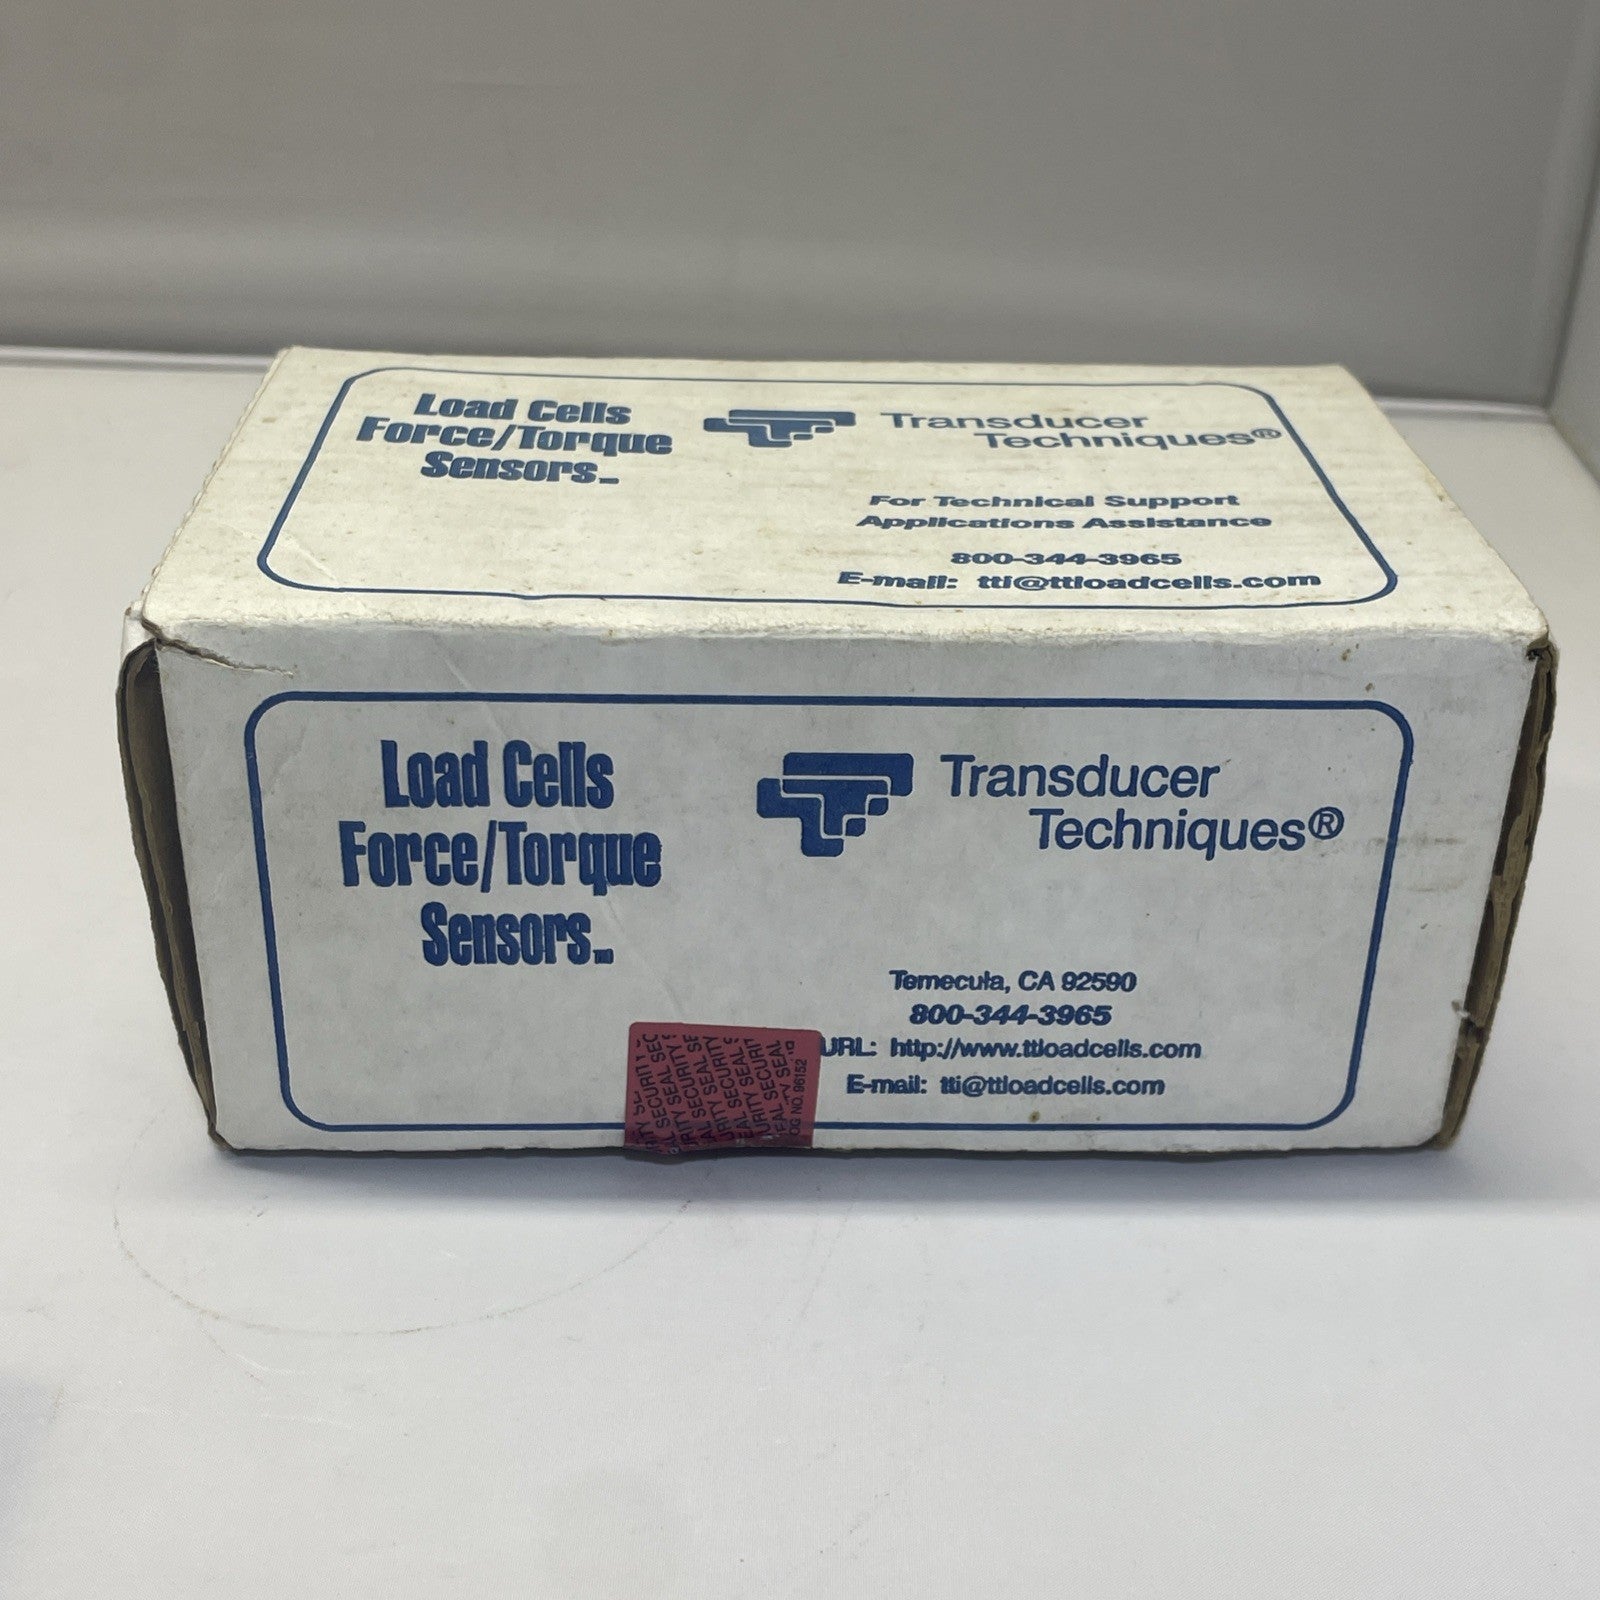 Load Cells
Force/Torque
Sensors...
Transducer
Techniques®
For Technical Support
Applications Assistance
800-344-3965
E-mail: tti@ttloadcells.com
Load Cells
Force/Torque
Sensors...
Transducer
Techniques®
Temecula, CA 92590
800-344-3965
URL: http://www.ttloadcells.com
E-mail: tti@ttloadcells.com
SECURITY SEAL
NO. 96152